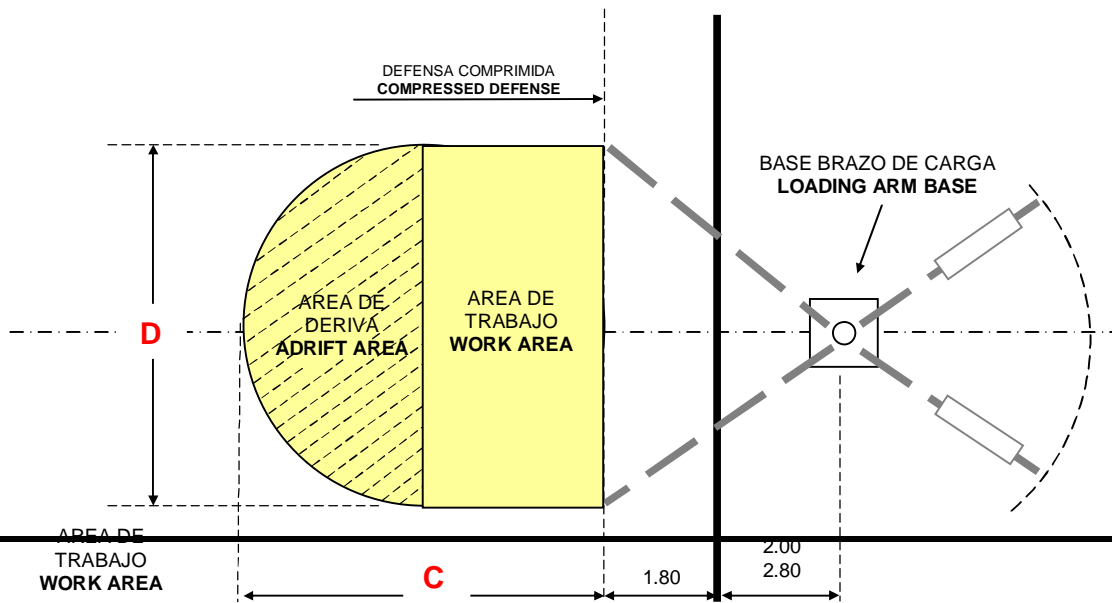 DEFENSA COMPRIMIDA
COMPRESSED DEFENSE
BASE BRAZO DE CARGA
LOADING ARM BASE
AREA DE
DERIVA
ADRIFT AREA
AREA DE
TRABAJO
WORK AREA
D
AREA DE
TRABAJO
WORK AREA
C
1.80
2.00
2.80